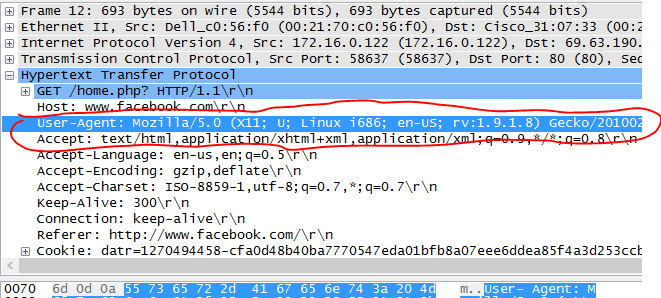 Frame 12: 693 bytes on wire (5544 bits), 693 bytes captured (5544 bits)
Ethernet II, Src: Dell_c0:56:f0 (00:21:70:c0:56:f0), Dst: Cisco_31:07:33 (00:2
Internet Protocol Version 4, Src: 172.16.0.122 (172.16.0.122), Dst: 69.63.190.
Transmission Control Protocol, Src Port: 58637 (58637), Dst Port: 80 (80), Seq
Hypertext Transfer Protocol
GET /home.php? HTTP/1.1\r\n
Host: www.facebook.com\r\n
User-Agent: Mozilla/5.0 (X11; U; Linux i686; en-US; rv:1.9.1.8) Gecko/201002
Accept: text/html,application/xhtml+xml,application/xml;q=0.9,*/*;q=0.8\r\n
Accept-Language: en-us,en;q=0.5\r\n
Accept-Encoding: gzip,deflate\r\n
Accept-Charset: ISO-8859-1,utf-8;q=0.7,*;q=0.7\r\n
Keep-Alive: 300\r\n
Connection: keep-alive\r\n
Referer: http://www.facebook.com/\r\n
Cookie: datr=1270494458-cfa0d48b40ba7770547eda01bfb8a07eee6ddea85f4a3d253ccb
0070 6d 0d 0a 55 73 65 72 2d 41 67 65 6e 74 3a 20 4d m..User- Agent: M